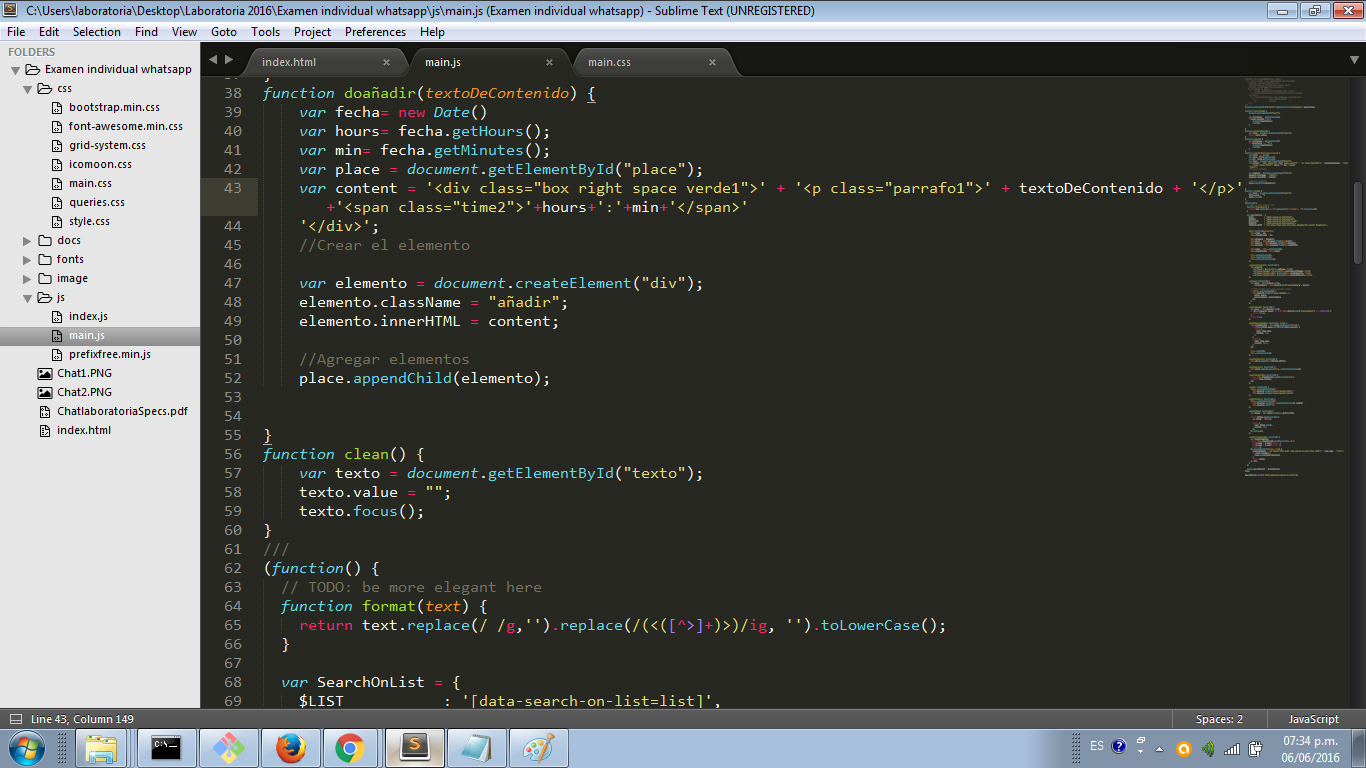 C:\Users\laboratoria\Desktop\Laboratoria 2016\Examen individual whatsapp\js\main.js (Examen individual whatsapp) - Sublime Text (UNREGISTERED)
File Edit Selection Find View Goto Tools Project Preferences Help
FOLDERS
Examen individual whatsapp
css
bootstrap.min.css
font-awesome.min.css
grid-system.css
icomoon.css
main.css
queries.css
style.css
docs
fonts
image
js
index.js
main.js
prefixfree.min.js
Chat1.PNG
Chat2.PNG
ChatlaboratoriaSpecs.pdf
index.html
index.html × main.js × main.css ×
38 function doañadir(textoDeContenido) {
39 var fecha= new Date()
40 var hours= fecha.getHours();
41 var min= fecha.getMinutes();
42 var place = document.getElementById("place");
43 var content = '<div class="box right space verde1">' + '<p class="parrafo1">' + textoDeContenido + '</p>'
+'<span class="time2">'+hours+':'+min+'</span>'
44 '</div>';
45 //Crear el elemento
46
47 var elemento = document.createElement("div");
48 elemento.className = "añadir";
49 elemento.innerHTML = content;
50
51 //Agregar elementos
52 place.appendChild(elemento);
53
54
55 }
56 function clean() {
57 var texto = document.getElementById("texto");
58 texto.value = "";
59 texto.focus();
60 }
61 ///
62 (function() {
63 // TODO: be more elegant here
64 function format(text) {
65 return text.replace(/ /g,'').replace(/(<([^>]+)>)/ig, '').toLowerCase();
66 }
67
68 var SearchOnList = {
69 $LIST : '[data-search-on-list=list]',
Line 43, Column 149 Spaces: 2 JavaScript
C:\_
ES
07:34 p.m.
06/06/2016